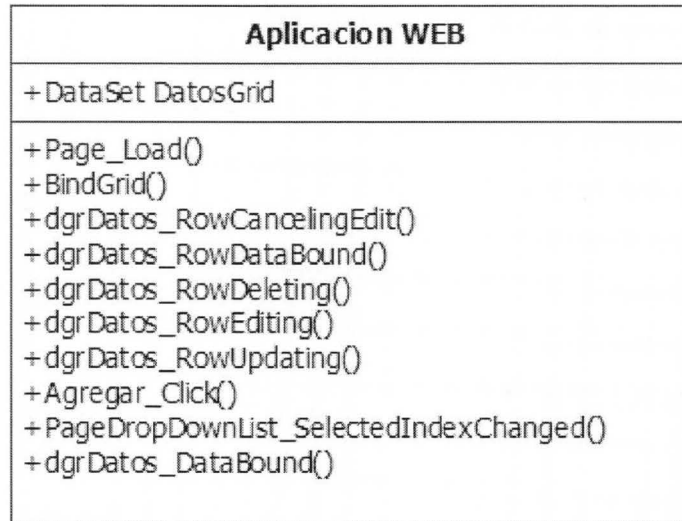 Aplicacion WEB
+DataSet DatosGrid
+Page_Load()
+BindGrid()
+dgrDatos_RowCancelingEdit()
+dgrDatos_RowDataBound()
+dgrDatos_RowDeleting()
+dgrDatos_RowEditing()
+dgrDatos_RowUpdating()
+Agregar_Click()
+PageDropDownList_SelectedIndexChanged()
+dgrDatos_DataBound()